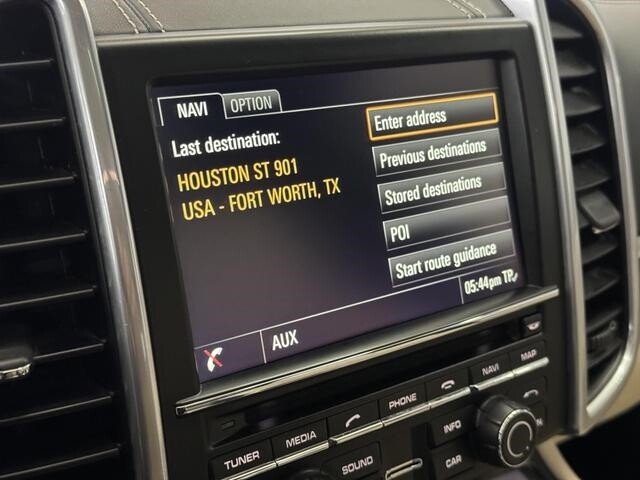 NAVI
OPTION
Last destination:
HOUSTON ST 901
USA - FORT WORTH, TX
Enter address
Previous destinations
Stored destinations
POI
Start route guidance
AUX
05:44pm TP
TUNER
MEDIA
PHONE
NAVI
MAP
SOUND
INFO
CAR